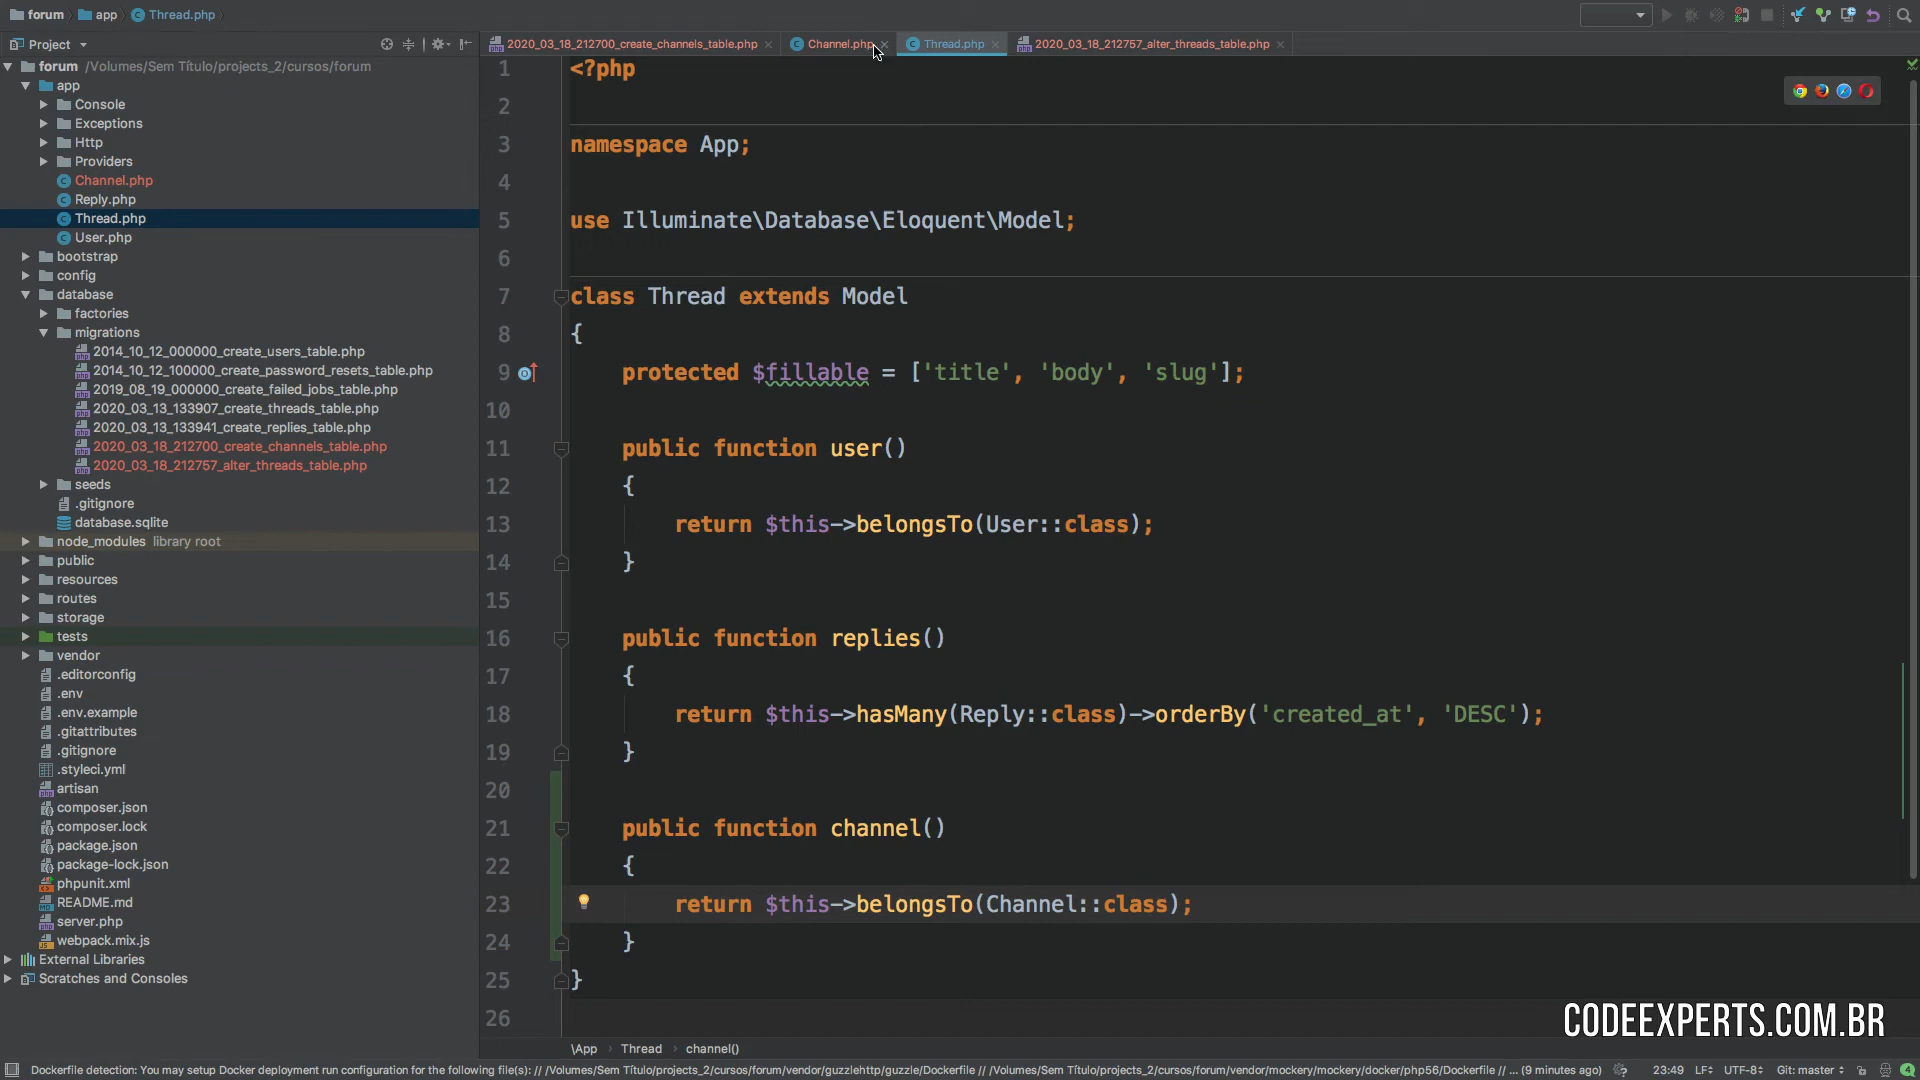 forum app Thread.php
Project
2020_03_18_212700_create_channels_table.php Channel.php Thread.php 2020_03_18_212757_alter_threads_table.php
forum /Volumes/Sem Título/projects_2/cursos/forum
app
Console
Exceptions
Http
Providers
Channel.php
Reply.php
Thread.php
User.php
bootstrap
config
database
factories
migrations
2014_10_12_000000_create_users_table.php
2014_10_12_100000_create_password_resets_table.php
2019_08_19_000000_create_failed_jobs_table.php
2020_03_13_133907_create_threads_table.php
2020_03_13_133941_create_replies_table.php
2020_03_18_212700_create_channels_table.php
2020_03_18_212757_alter_threads_table.php
seeds
.gitignore
database.sqlite
node_modules library root
public
resources
routes
storage
tests
vendor
.editorconfig
.env
.env.example
.gitattributes
.gitignore
.styleci.yml
artisan
composer.json
composer.lock
package.json
package-lock.json
phpunit.xml
README.md
server.php
webpack.mix.js
External Libraries
Scratches and Consoles
1 <?php
2
3 namespace App;
4
5 use Illuminate\Database\Eloquent\Model;
6
7 class Thread extends Model
8 {
9 protected $fillable = ['title', 'body', 'slug'];
10
11 public function user()
12 {
13 return $this->belongsTo(User::class);
14 }
15
16 public function replies()
17 {
18 return $this->hasMany(Reply::class)->orderBy('created_at', 'DESC');
19 }
20
21 public function channel()
22 {
23 return $this->belongsTo(Channel::class);
24 }
25 }
26
CODEEXPERTS.COM.BR
\App › Thread › channel()
Dockerfile detection: You may setup Docker deployment run configuration for the following file(s): // /Volumes/Sem Título/projects_2/cursos/forum/vendor/guzzlehttp/guzzle/Dockerfile // /Volumes/Sem Título/projects_2/cursos/forum/vendor/mockery/mockery/docker/php56/Dockerfile // ... (9 minutes ago) 23:49 LF UTF-8 Git: master 4